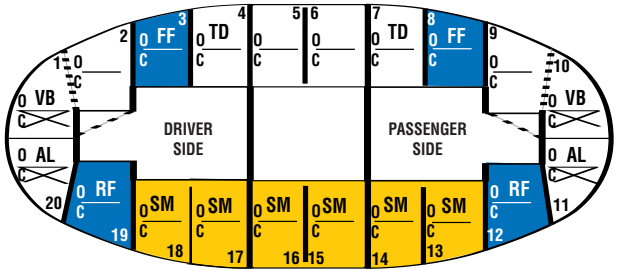 1
O
VB
C
2
O
C
3
O
FF
C
4
O
TD
C
5
O
C
6
O
C
7
O
TD
C
8
O
FF
C
9
O
C
10
O
VB
C
DRIVER
SIDE
PASSENGER
SIDE
O
AL
C
20
O
RF
C
19
O
SM
C
18
O
SM
C
17
O
SM
C
16
O
SM
C
15
O
SM
C
14
O
SM
C
13
O
RF
C
12
O
AL
C
11